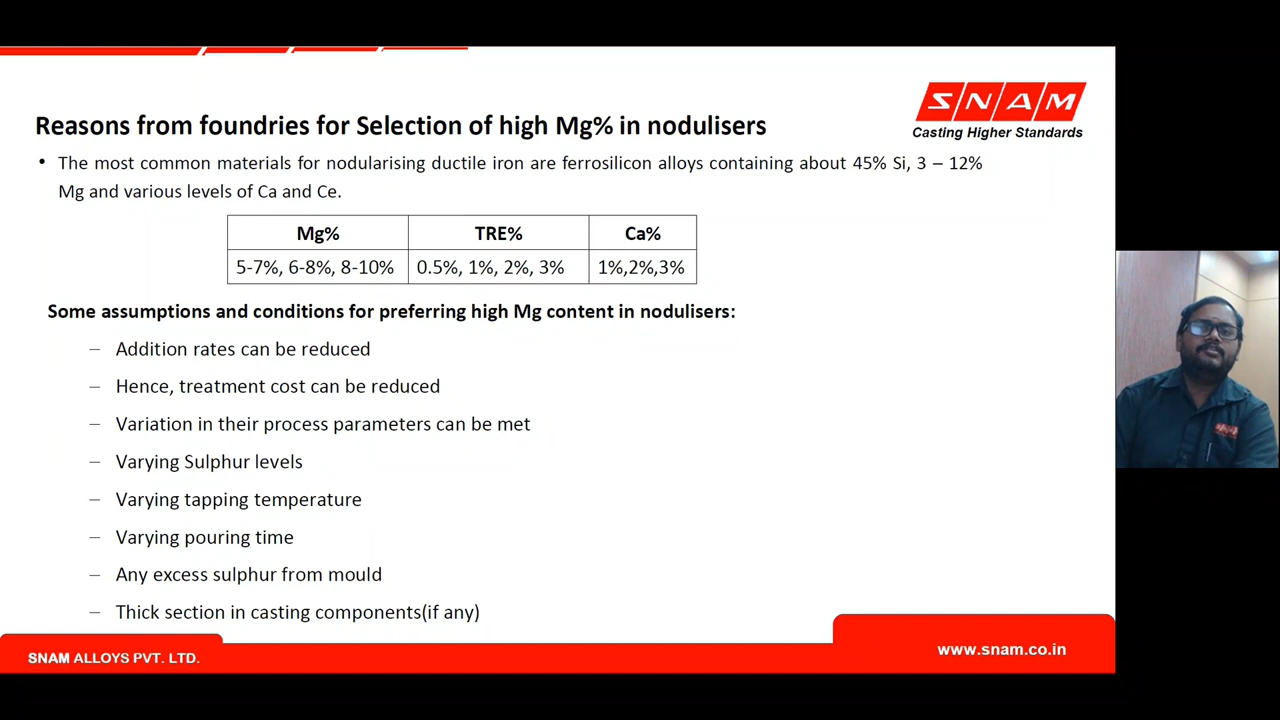 SNAM
Casting Higher Standards
Reasons from foundries for Selection of high Mg% in nodulisers
• The most common materials for nodularising ductile iron are ferrosilicon alloys containing about 45% Si, 3 – 12%
Mg and various levels of Ca and Ce.
Mg% TRE% Ca%
5-7%, 6-8%, 8-10% 0.5%, 1%, 2%, 3% 1%,2%,3%
Some assumptions and conditions for preferring high Mg content in nodulisers:
– Addition rates can be reduced
– Hence, treatment cost can be reduced
– Variation in their process parameters can be met
– Varying Sulphur levels
– Varying tapping temperature
– Varying pouring time
– Any excess sulphur from mould
– Thick section in casting components(if any)
SNAM ALLOYS PVT. LTD.
www.snam.co.in